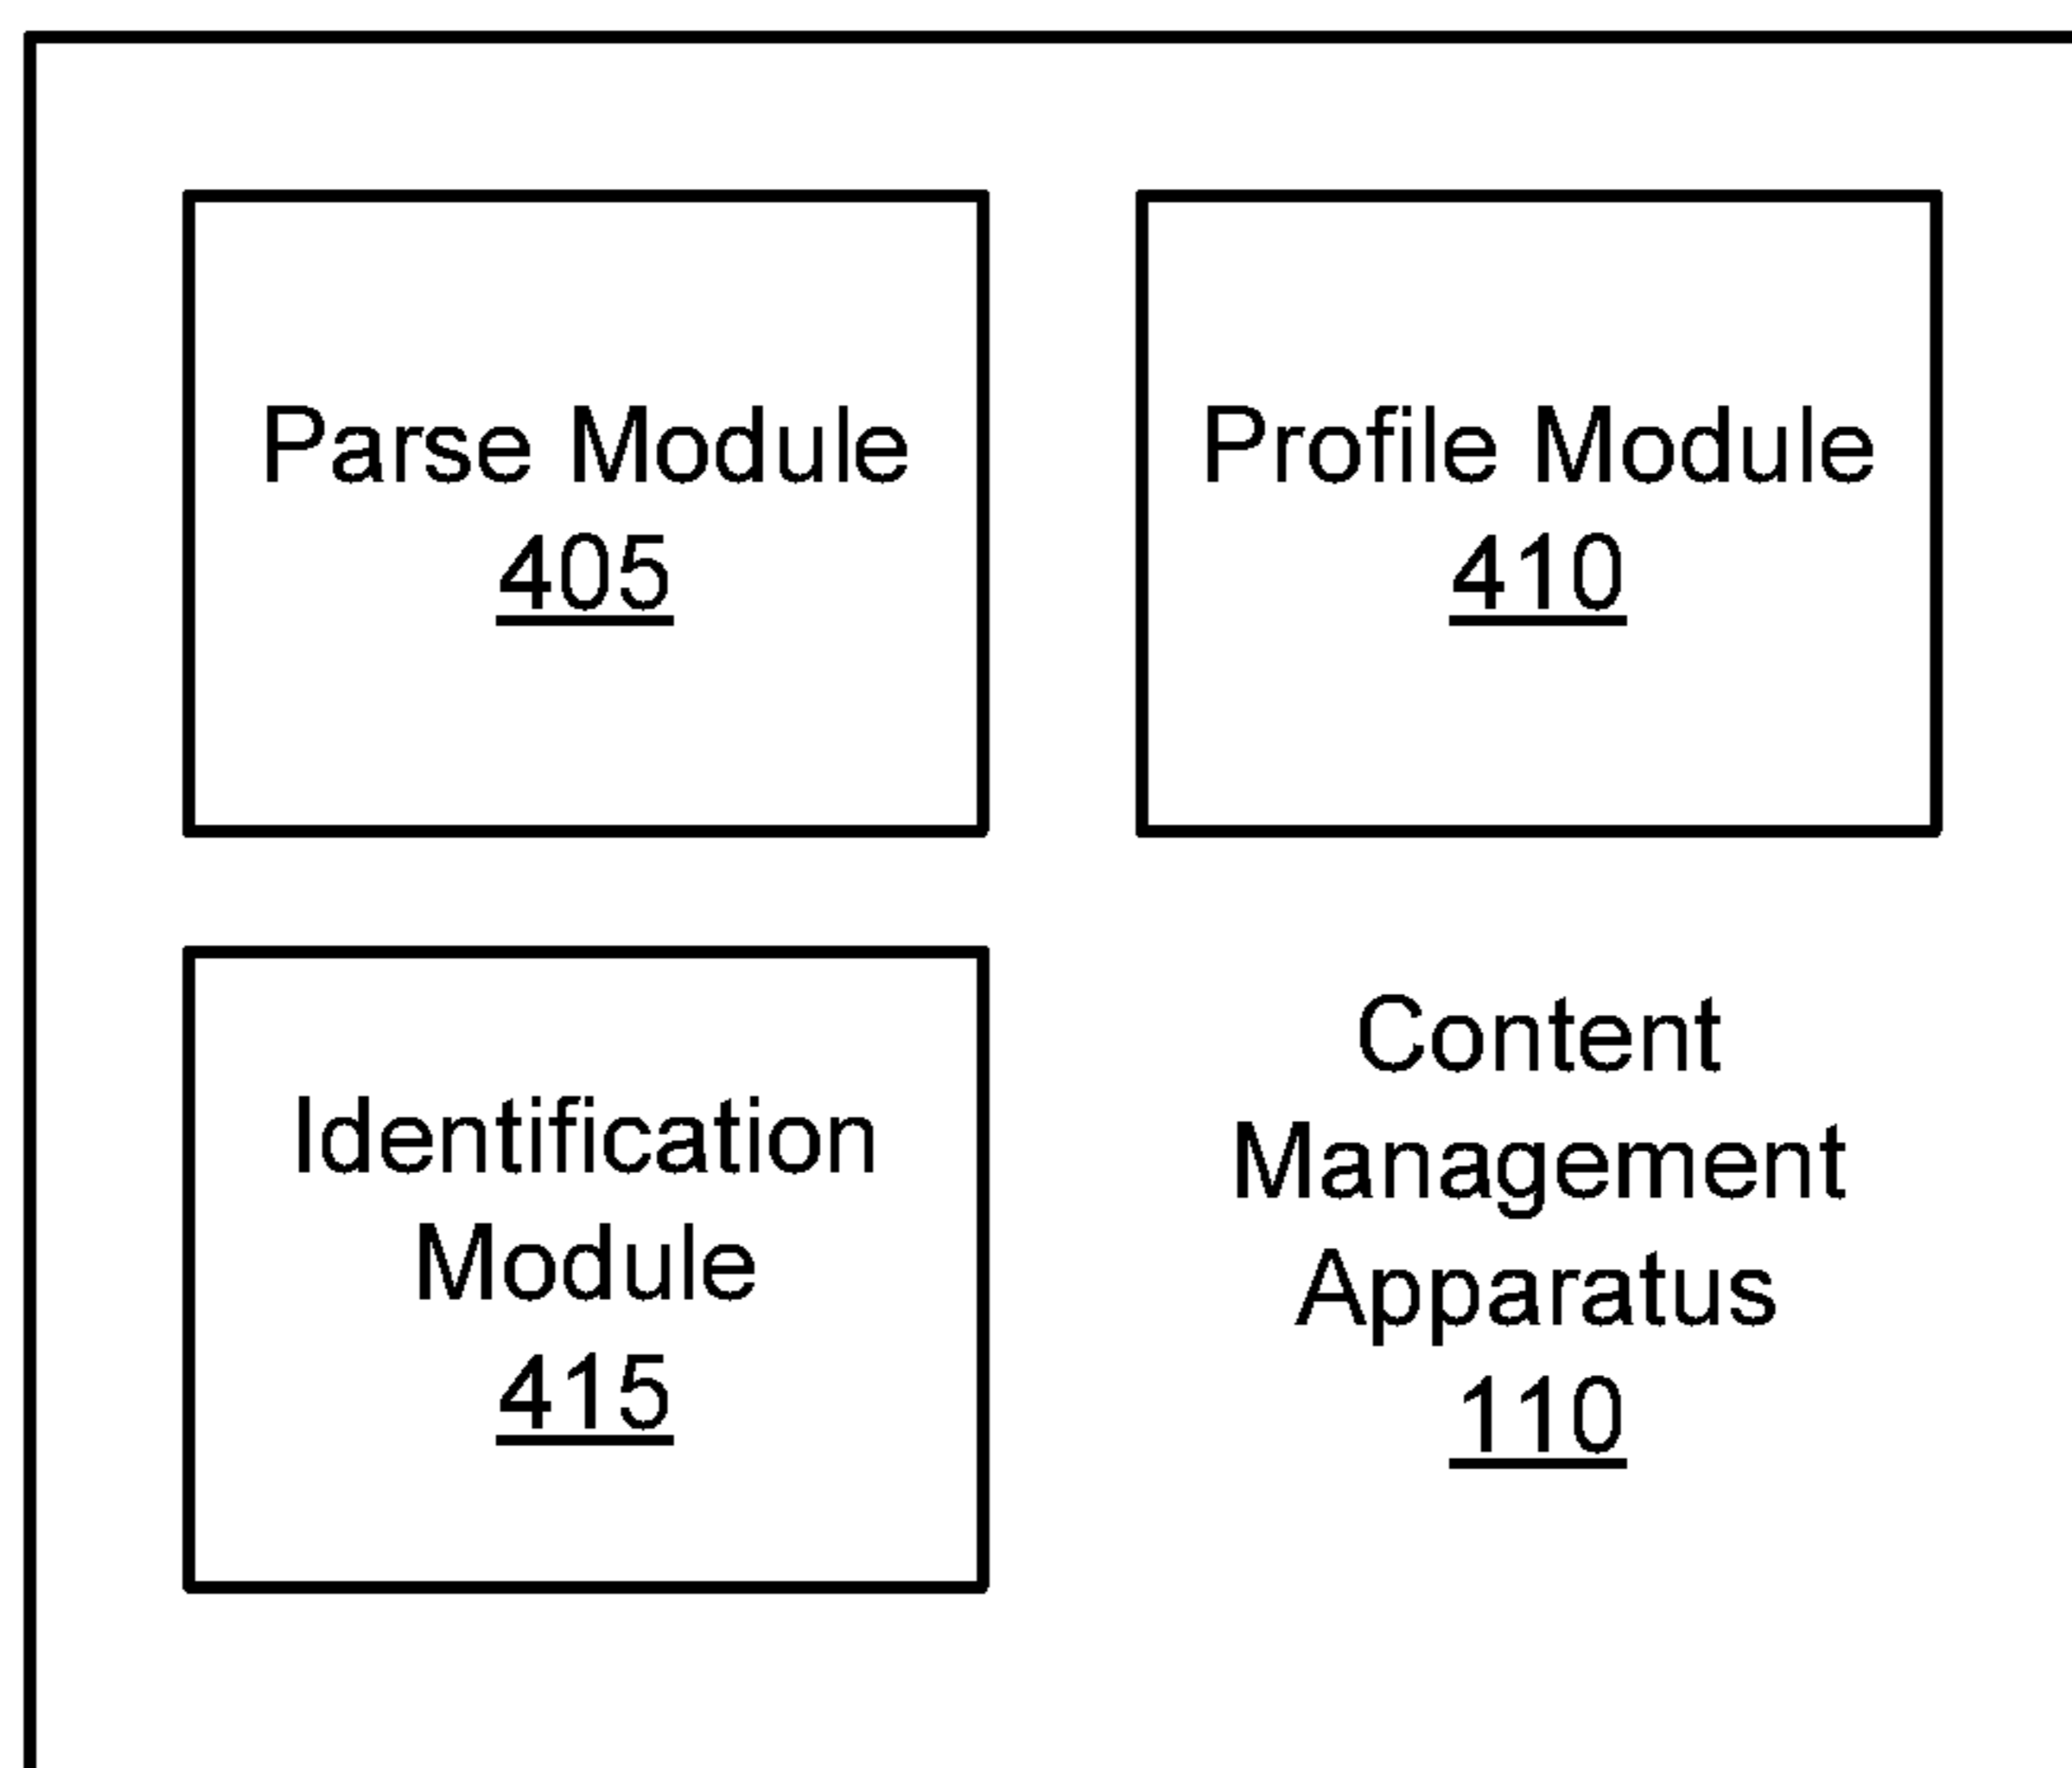 Parse Module
405
Profile Module
410
Identification
Module
415
Content
Management
Apparatus
110